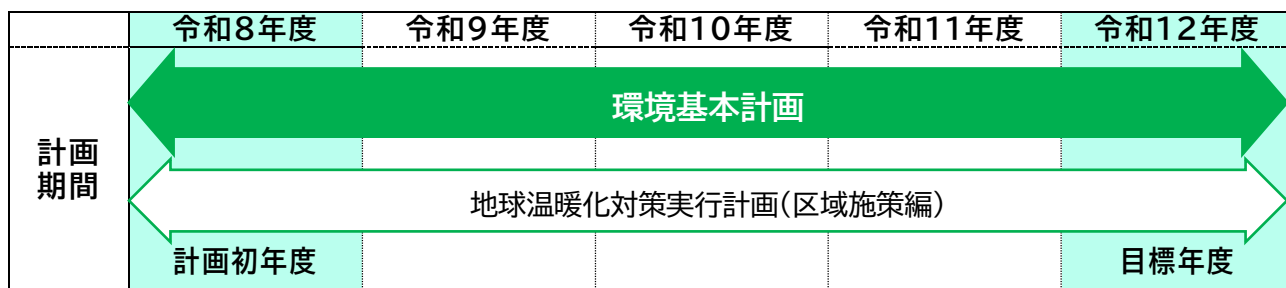 令和8年度 令和9年度 令和10年度 令和11年度 令和12年度
計画
期間
環境基本計画
地球温暖化対策実行計画(区域施策編)
計画初年度 目標年度